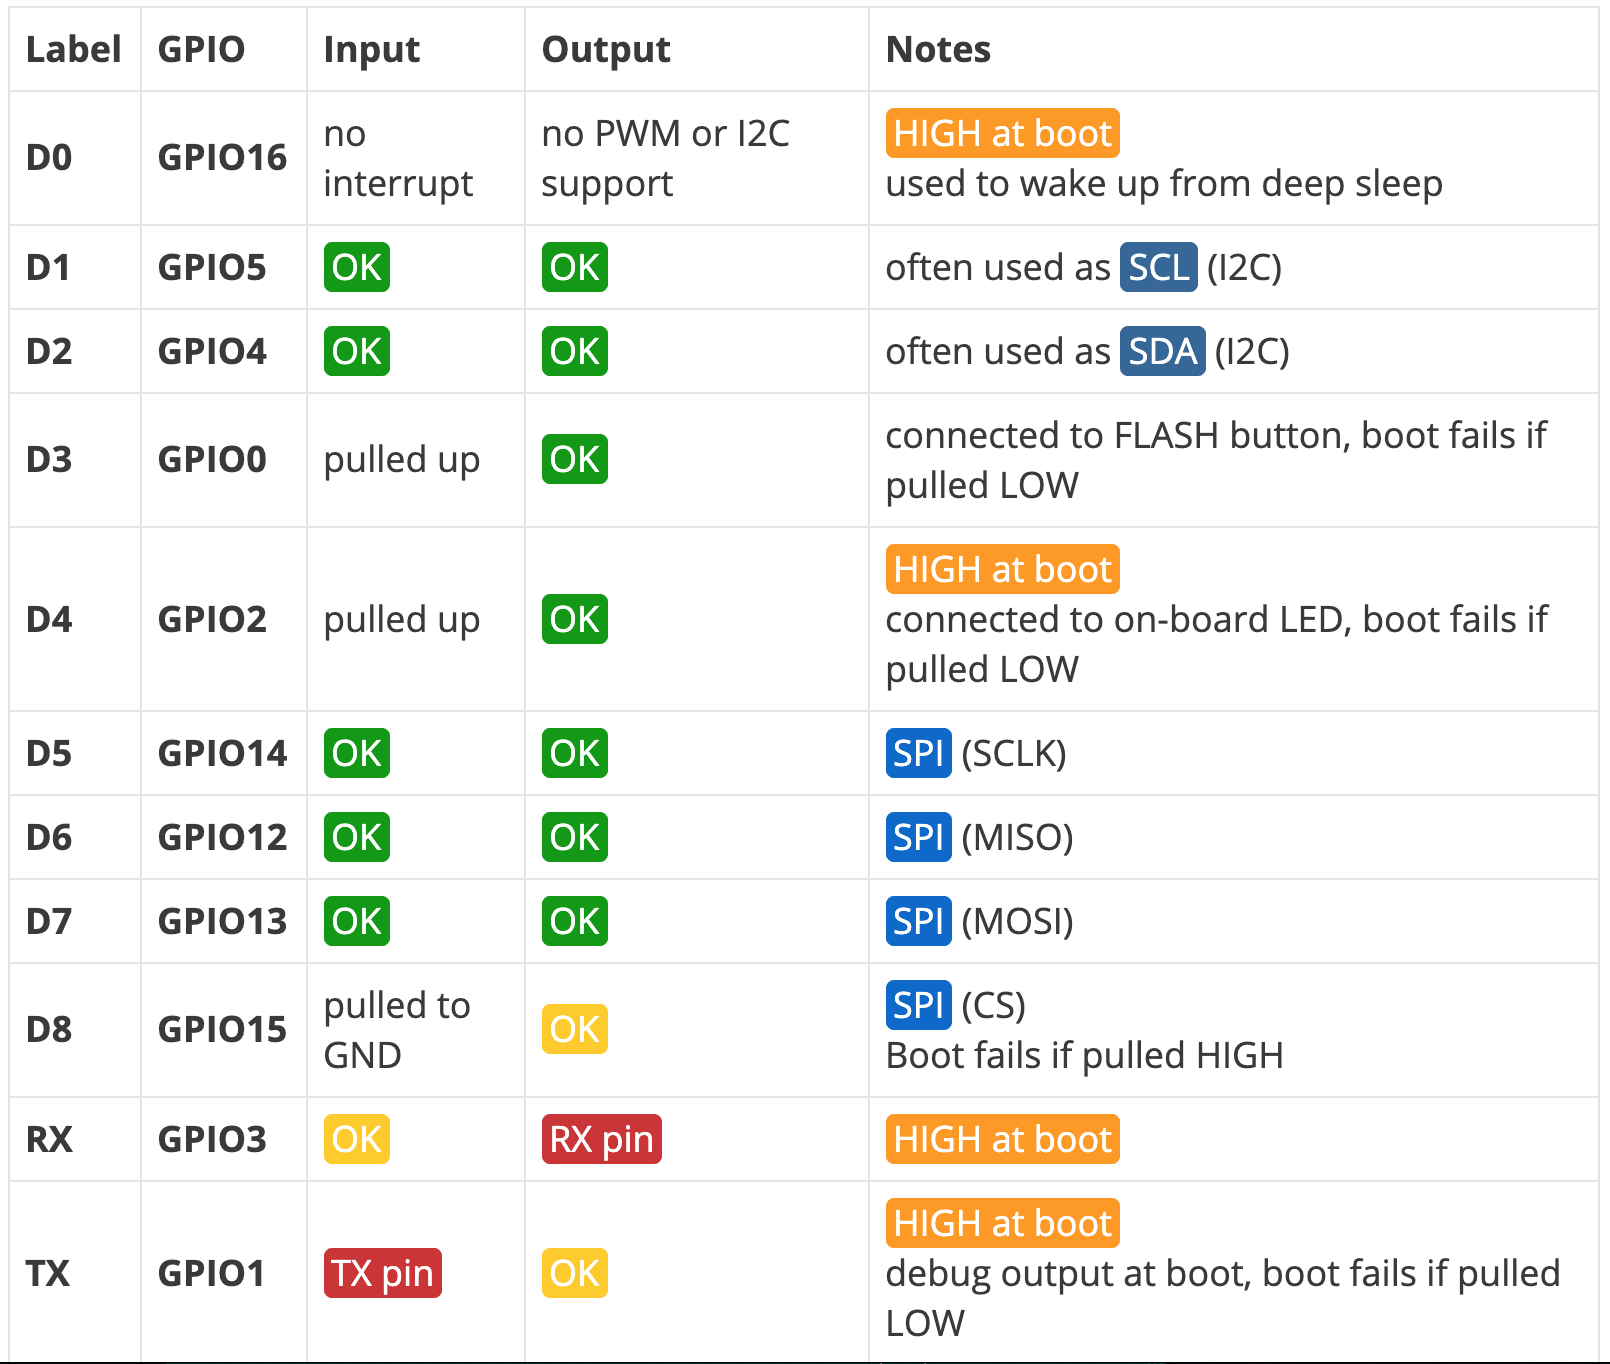 Label GPIO Input Output Notes
D0 GPIO16 no interrupt no PWM or I2C support HIGH at boot
used to wake up from deep sleep
D1 GPIO5 OK OK often used as SCL (I2C)
D2 GPIO4 OK OK often used as SDA (I2C)
D3 GPIO0 pulled up OK connected to FLASH button, boot fails if
pulled LOW
D4 GPIO2 pulled up OK HIGH at boot
connected to on-board LED, boot fails if
pulled LOW
D5 GPIO14 OK OK SPI (SCLK)
D6 GPIO12 OK OK SPI (MISO)
D7 GPIO13 OK OK SPI (MOSI)
D8 GPIO15 pulled to GND OK SPI (CS)
Boot fails if pulled HIGH
RX GPIO3 OK RX pin HIGH at boot
TX GPIO1 TX pin OK HIGH at boot
debug output at boot, boot fails if pulled
LOW